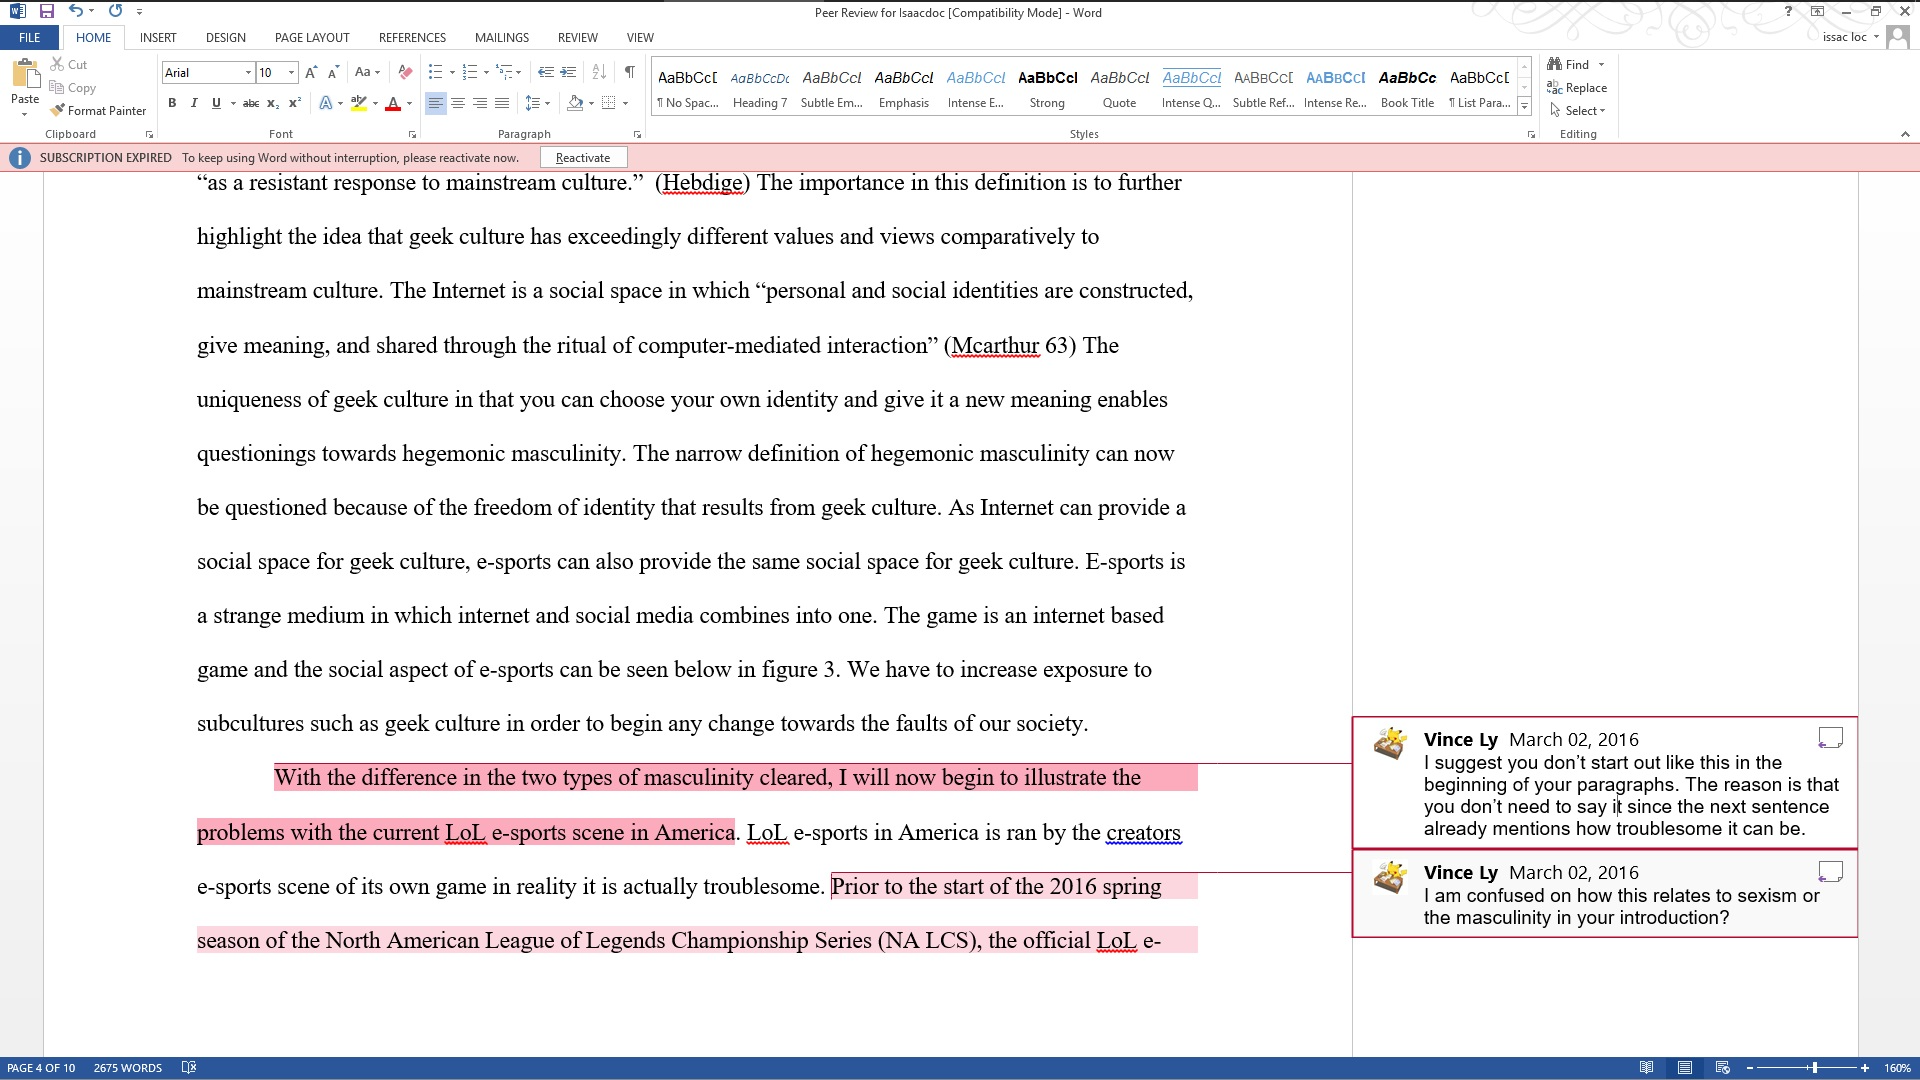 Peer Review for Isaacdoc [Compatibility Mode] - Word
?
FILE HOME INSERT DESIGN PAGE LAYOUT REFERENCES MAILINGS REVIEW VIEW
issac loc
Paste
Cut
Copy
Format Painter
Clipboard
Arial 10
Font
Paragraph
AaBbCcD AaBbCcDc AaBbCcL AaBbCcL AaBbCcL AaBbCcl AaBbCcL AaBbCcL AABBCCD AABBCCD AaBbCc AaBbCcD
¶ No Spac... Heading 7 Subtle Em... Emphasis Intense E... Strong Quote Intense Q... Subtle Ref... Intense Re... Book Title ¶ List Para...
Styles
Find
Replace
Select
Editing
SUBSCRIPTION EXPIRED To keep using Word without interruption, please reactivate now. Reactivate
“as a resistant response to mainstream culture.” (Hebdige) The importance in this definition is to further
highlight the idea that geek culture has exceedingly different values and views comparatively to
mainstream culture. The Internet is a social space in which “personal and social identities are constructed,
give meaning, and shared through the ritual of computer-mediated interaction” (Mcarthur 63) The
uniqueness of geek culture in that you can choose your own identity and give it a new meaning enables
questionings towards hegemonic masculinity. The narrow definition of hegemonic masculinity can now
be questioned because of the freedom of identity that results from geek culture. As Internet can provide a
social space for geek culture, e-sports can also provide the same social space for geek culture. E-sports is
a strange medium in which internet and social media combines into one. The game is an internet based
game and the social aspect of e-sports can be seen below in figure 3. We have to increase exposure to
subcultures such as geek culture in order to begin any change towards the faults of our society.
With the difference in the two types of masculinity cleared, I will now begin to illustrate the
problems with the current LoL e-sports scene in America. LoL e-sports in America is ran by the creators
e-sports scene of its own game in reality it is actually troublesome. Prior to the start of the 2016 spring
season of the North American League of Legends Championship Series (NA LCS), the official LoL e-
Vince Ly March 02, 2016
I suggest you don’t start out like this in the
beginning of your paragraphs. The reason is that
you don’t need to say it since the next sentence
already mentions how troublesome it can be.
Vince Ly March 02, 2016
I am confused on how this relates to sexism or
the masculinity in your introduction?
PAGE 4 OF 10 2675 WORDS
160%